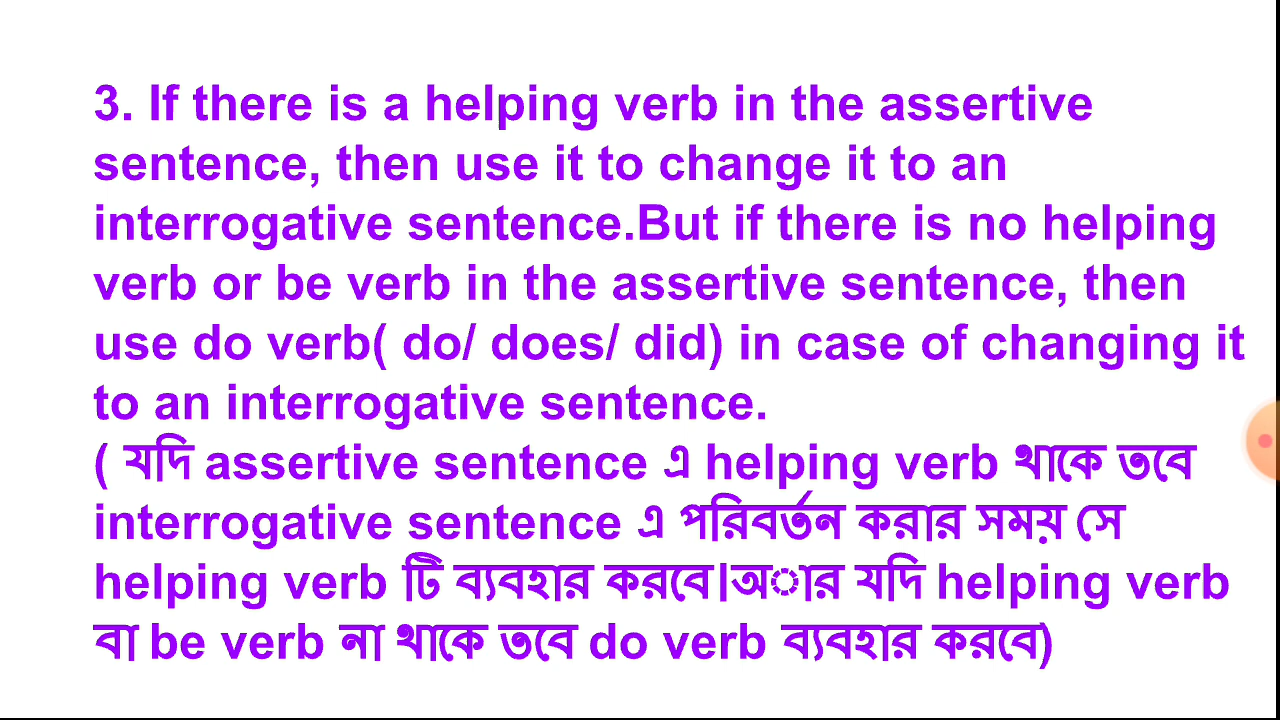 3. If there is a helping verb in the assertive
sentence, then use it to change it to an
interrogative sentence.But if there is no helping
verb or be verb in the assertive sentence, then
use do verb( do/ does/ did) in case of changing it
to an interrogative sentence.
( যদি assertive sentence এ helping verb থাকে তবে
interrogative sentence এ পরিবর্তন করার সময় সে
helping verb টি ব্যবহার করবে।অার যদি helping verb
বা be verb না থাকে তবে do verb ব্যবহার করবে)